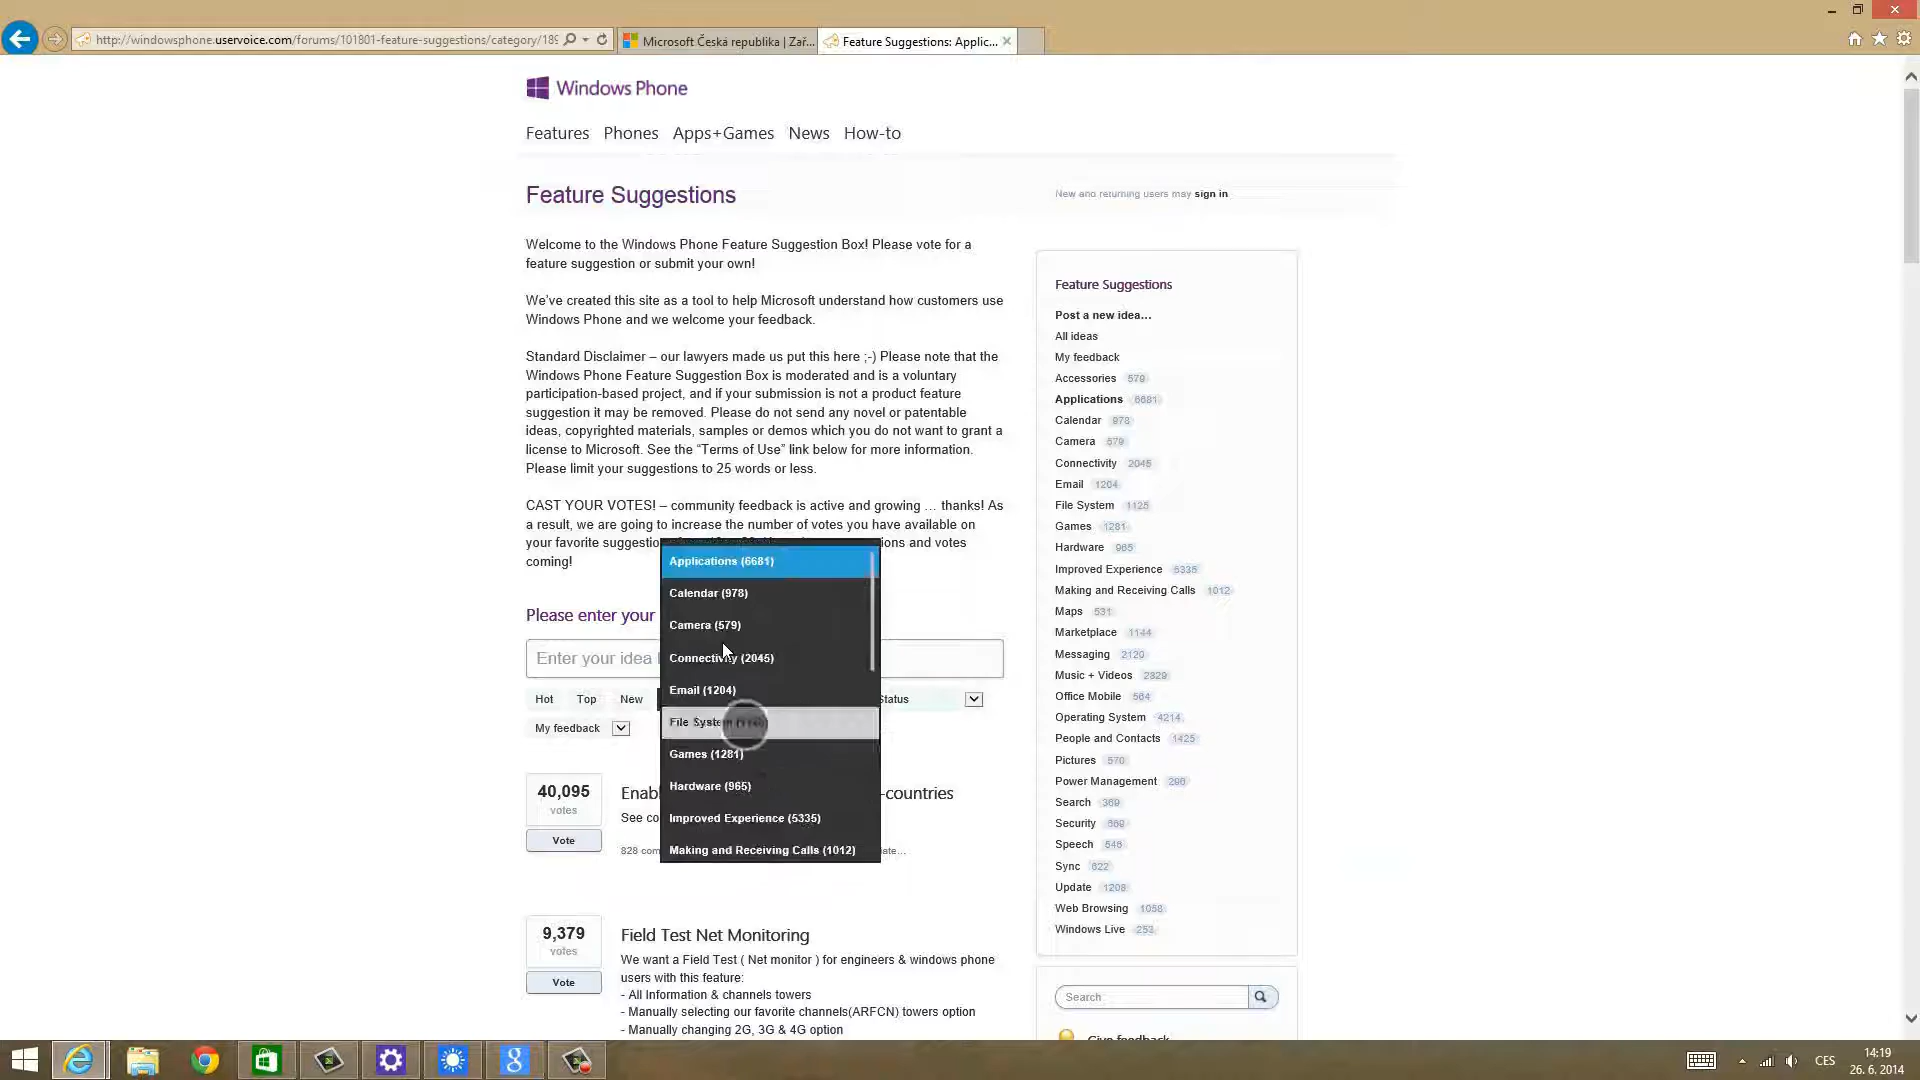 http://windowsphone.uservoice.com/forums/101801-feature-suggestions/category/189
Microsoft Česká republika | Zař...
Feature Suggestions: Applic...
Windows Phone
Features Phones Apps+Games News How-to
Feature Suggestions
New and returning users may sign in
Welcome to the Windows Phone Feature Suggestion Box! Please vote for a
feature suggestion or submit your own!
We've created this site as a tool to help Microsoft understand how customers use
Windows Phone and we welcome your feedback.
Standard Disclaimer – our lawyers made us put this here ;-) Please note that the
Windows Phone Feature Suggestion Box is moderated and is a voluntary
participation-based project, and if your submission is not a product feature
suggestion it may be removed. Please do not send any novel or patentable
ideas, copyrighted materials, samples or demos which you do not want to grant a
license to Microsoft. See the “Terms of Use” link below for more information.
Please limit your suggestions to 25 words or less.
CAST YOUR VOTES! – community feedback is active and growing … thanks! As
a result, we are going to increase the number of votes you have available on
your favorite suggestio ons and votes
coming!
Please enter your
Enter your idea
Hot Top New Status
My feedback
Applications (6681)
Calendar (978)
Camera (579)
Connectivity (2045)
Email (1204)
File System
Games (1281)
Hardware (965)
Improved Experience (5335)
Making and Receiving Calls (1012)
40,095
votes
Vote
Enab -countries
See co
828 com ate...
9,379
votes
Vote
Field Test Net Monitoring
We want a Field Test ( Net monitor ) for engineers & windows phone
users with this feature:
- All Information & channels towers
- Manually selecting our favorite channels(ARFCN) towers option
- Manually changing 2G, 3G & 4G option
Feature Suggestions
Post a new idea…
All ideas
My feedback
Accessories 579
Applications 6681
Calendar 978
Camera 579
Connectivity 2045
Email 1204
File System 1125
Games 1281
Hardware 965
Improved Experience 5335
Making and Receiving Calls 1012
Maps 531
Marketplace 1144
Messaging 2120
Music + Videos 2329
Office Mobile 564
Operating System 4214
People and Contacts 1425
Pictures 570
Power Management 296
Search 369
Security
Speech 546
Sync 622
Update 1208
Web Browsing 1058
Windows Live 253
Search
Give feedback
CES
14:19
26. 6. 2014